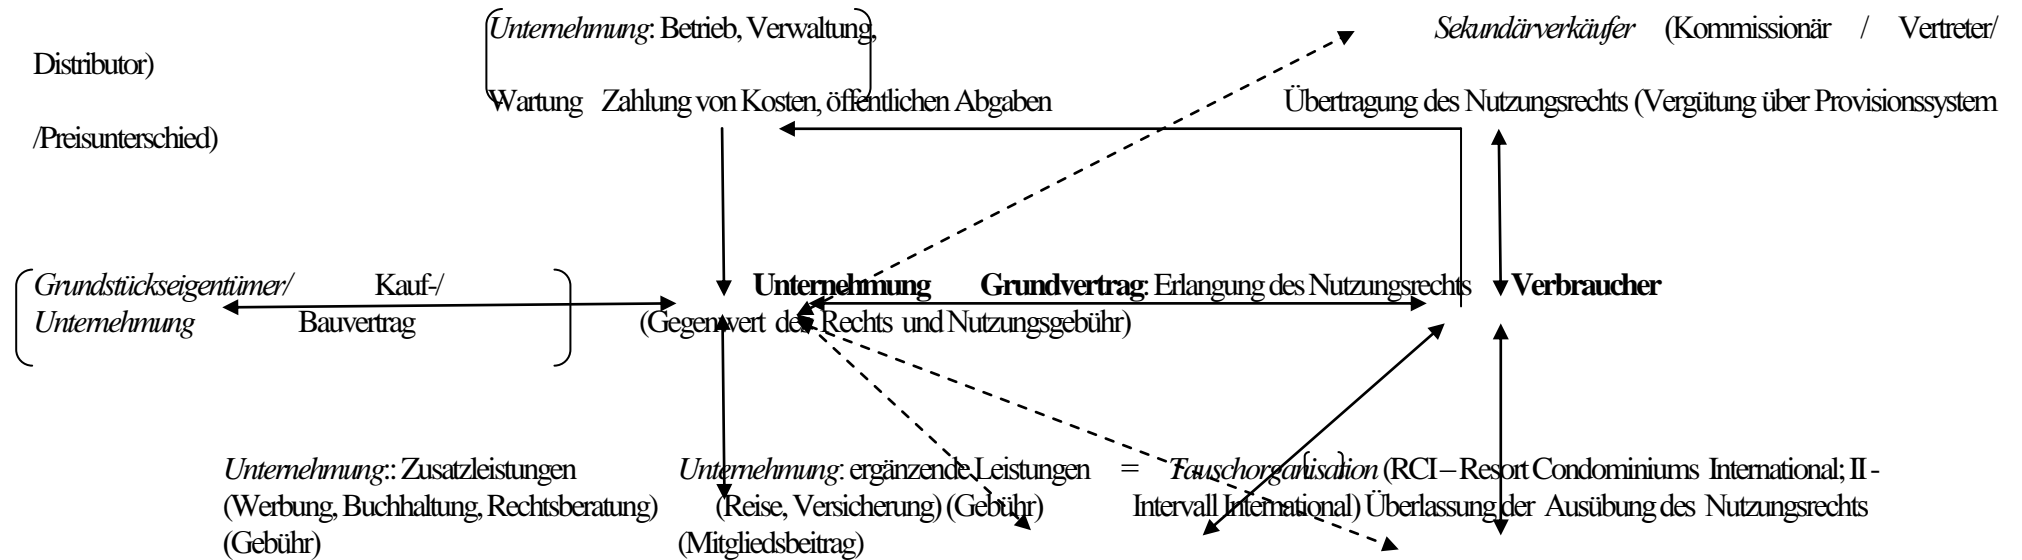 Unternehmung: Betrieb, Verwaltung, Sekundärverkäufer (Kommissionär / Vertreter/
Distributor)
Wartung Zahlung von Kosten, öffentlichen Abgaben Übertragung des Nutzungsrechts (Vergütung über Provisionssystem
/Preisunterschied)
Grundstückseigentümer/ Kauf-/ Unternehmung Grundvertrag: Erlangung des Nutzungsrechts Verbraucher
Unternehmung Bauvertrag (Gegenwert des Rechts und Nutzungsgebühr)
Unternehmung:: Zusatzleistungen Unternehmung: ergänzende Leistungen = Tauschorganisation (RCI – Resort Condominiums International; II -
(Werbung, Buchhaltung, Rechtsberatung) (Reise, Versicherung) (Gebühr) Intervall International) Überlassung der Ausübung des Nutzungsrechts
(Gebühr) (Mitgliedsbeitrag)